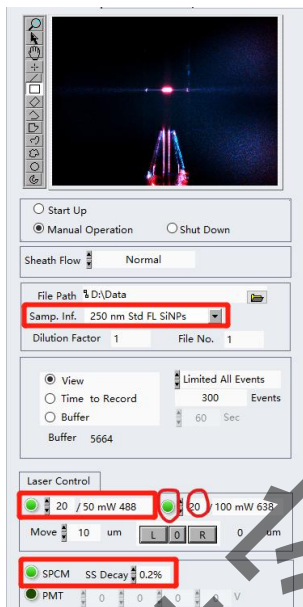 Start Up
Manual Operation Shut Down
Sheath Flow Normal
File Path D:\Data
Samp. Inf. 250 nm Std FL SiNPs
Dilution Factor 1 File No. 1
View Limited All Events
Time to Record 300 Events
Buffer 60 Sec
Buffer 5664
Laser Control
20 / 50 mW 488 20 / 100 mW 638
Move 10 um L 0 R 0 um
SPCM SS Decay 0.2%
PMT 0 0 0 0 V